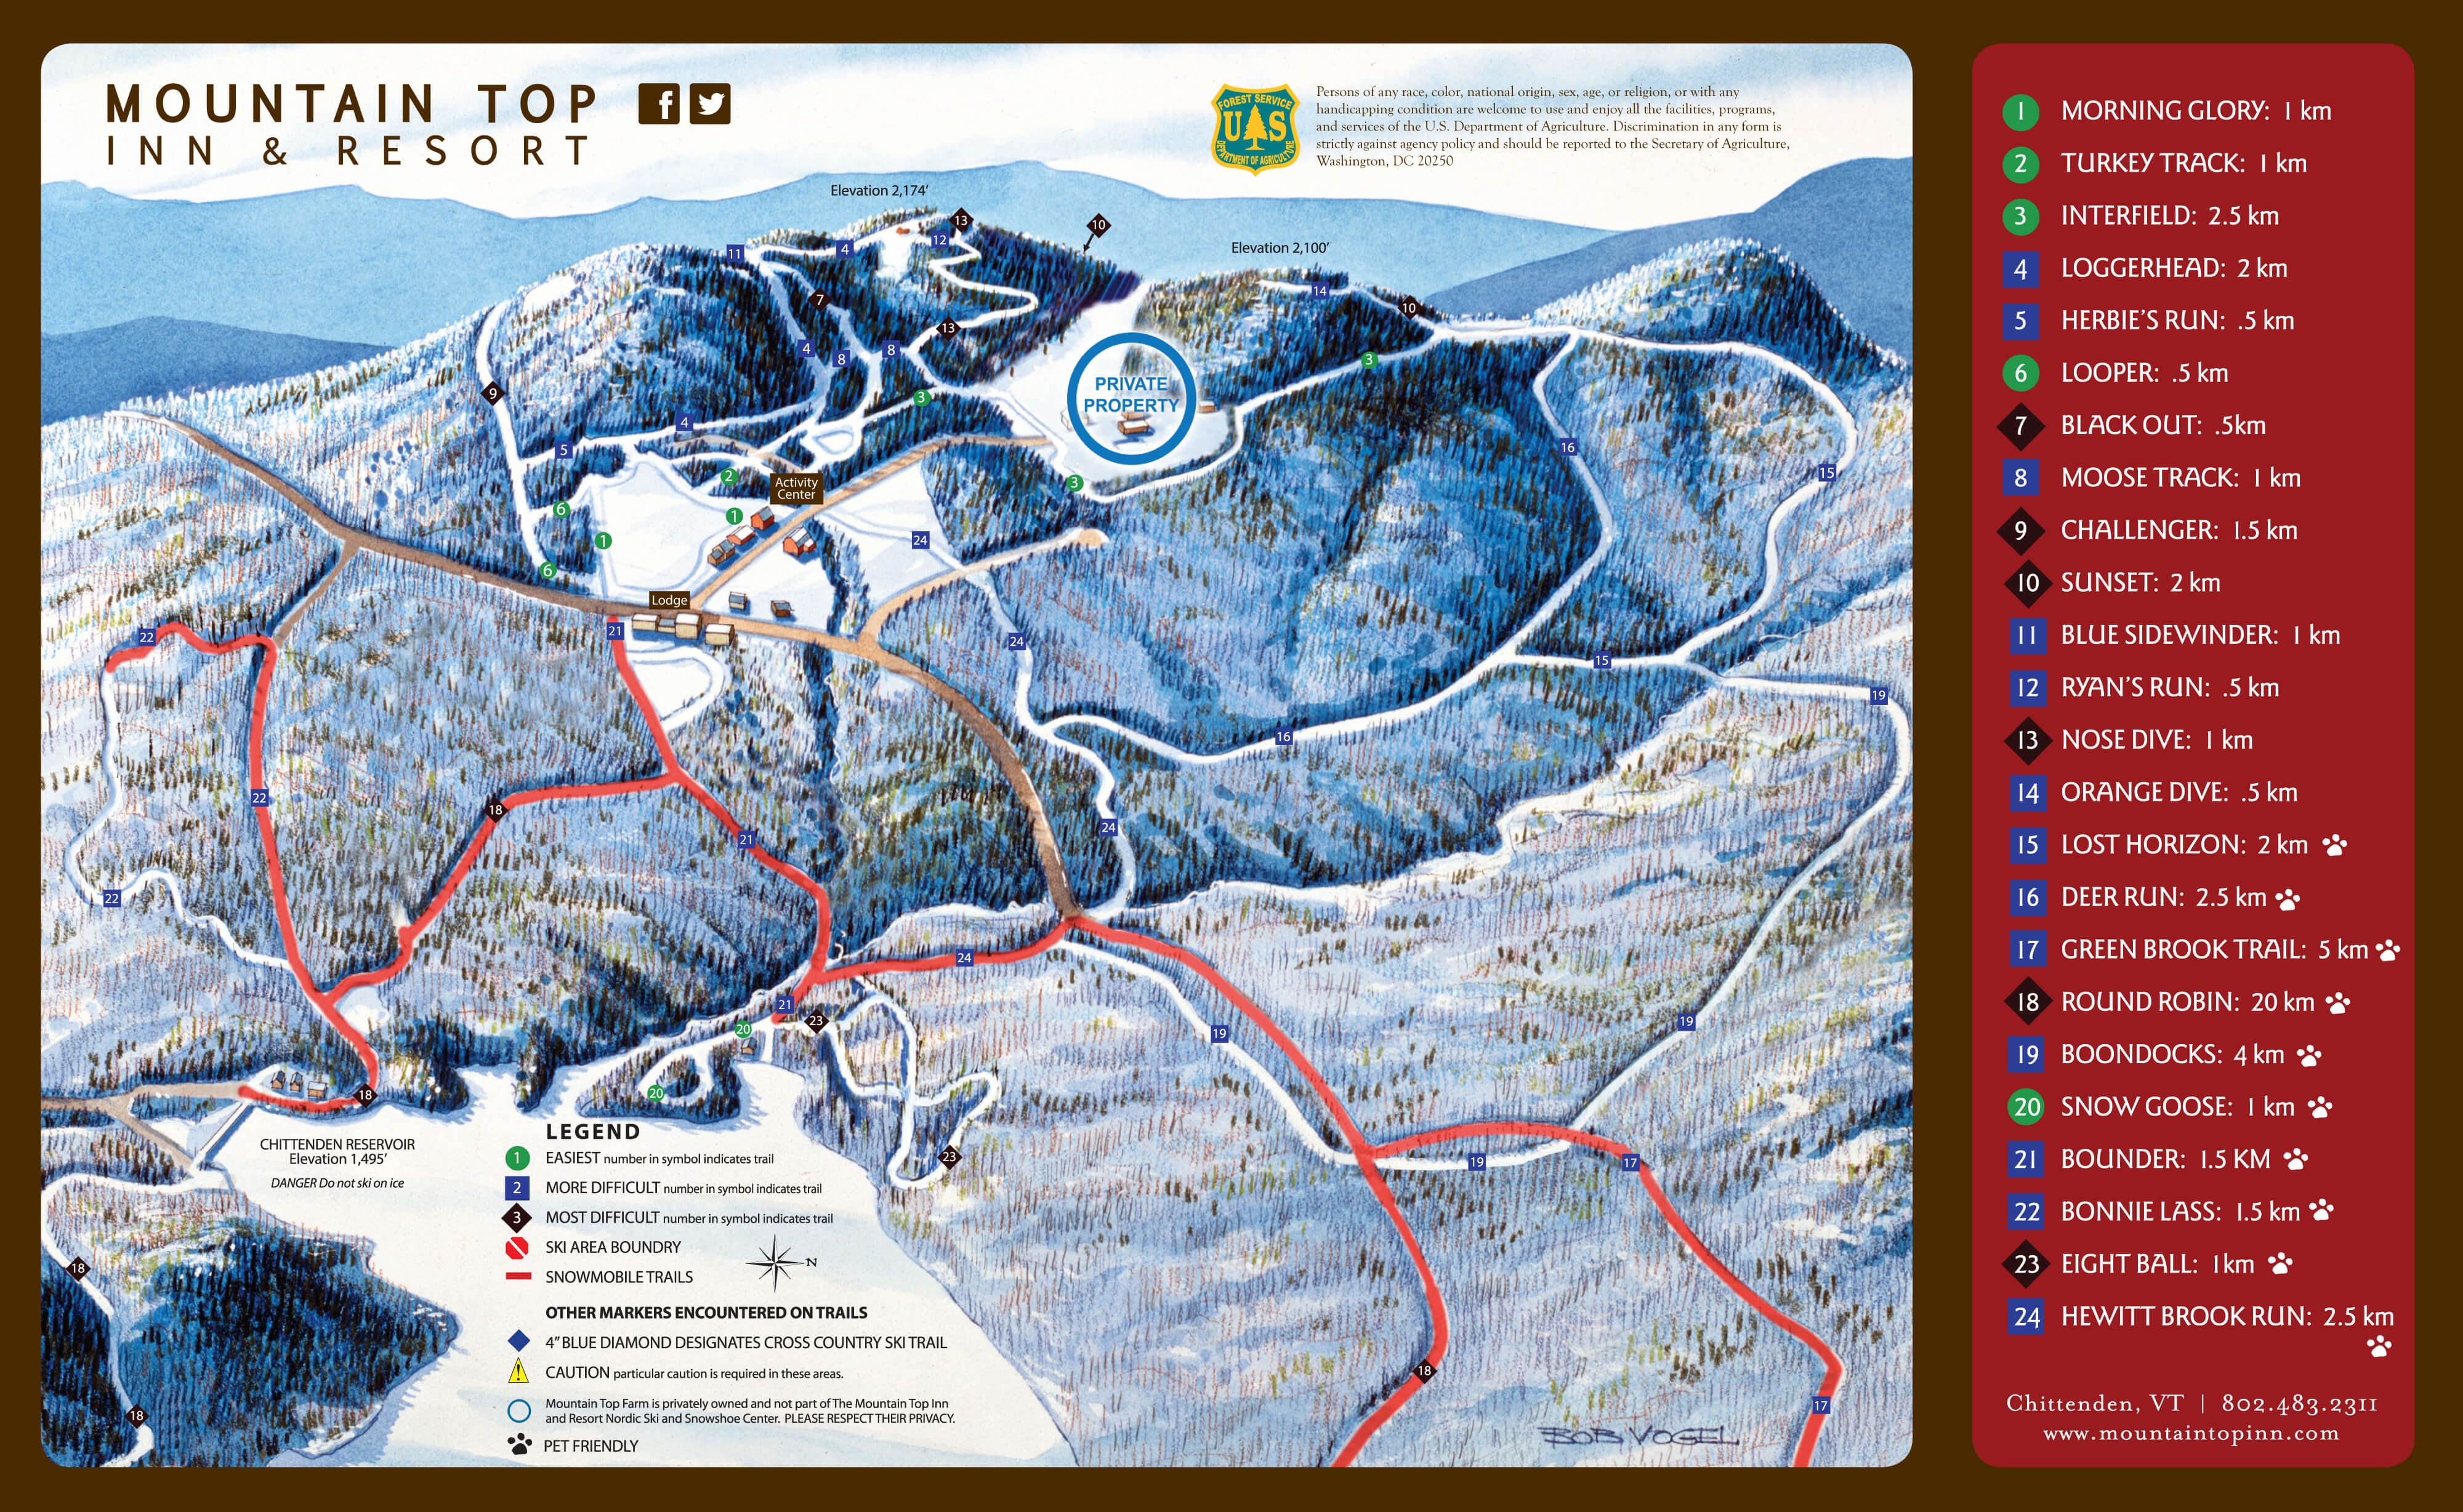 MOUNTAIN TOP
INN & RESORT
FOREST SERVICE
UAS
DEPARTMENT OF AGRICULTURE
Persons of any race, color, national origin, sex, age, or religion, or with any
handicapping condition are welcome to use and enjoy all the facilities, programs,
and services of the U.S. Department of Agriculture. Discrimination in any form is
strictly against agency policy and should be reported to the Secretary of Agriculture,
Washington, DC 20250
Elevation 2,174'
13
10
12
4
11
Elevation 2,100'
14
7
10
13
4
8
8
3
PRIVATE
PROPERTY
9
3
4
5
16
15
2
Activity
Center
3
6
1
1
24
6
Lodge
21
22
24
15
19
16
22
18
24
21
22
24
21
23
20
19
19
20
18
CHITTENDEN RESERVOIR
Elevation 1,495'
DANGER Do not ski on ice
23
19
17
18
18
18
17
LEGEND
1 EASIEST number in symbol indicates trail
2 MORE DIFFICULT number in symbol indicates trail
3 MOST DIFFICULT number in symbol indicates trail
SKI AREA BOUNDRY
SNOWMOBILE TRAILS
N
OTHER MARKERS ENCOUNTERED ON TRAILS
4" BLUE DIAMOND DESIGNATES CROSS COUNTRY SKI TRAIL
! CAUTION particular caution is required in these areas.
Mountain Top Farm is privately owned and not part of The Mountain Top Inn
and Resort Nordic Ski and Snowshoe Center. PLEASE RESPECT THEIR PRIVACY.
PET FRIENDLY
BOB VOGEL
1 MORNING GLORY: 1 km
2 TURKEY TRACK: 1 km
3 INTERFIELD: 2.5 km
4 LOGGERHEAD: 2 km
5 HERBIE'S RUN: .5 km
6 LOOPER: .5 km
7 BLACK OUT: .5km
8 MOOSE TRACK: 1 km
9 CHALLENGER: 1.5 km
10 SUNSET: 2 km
11 BLUE SIDEWINDER: 1 km
12 RYAN'S RUN: .5 km
13 NOSE DIVE: 1 km
14 ORANGE DIVE: .5 km
15 LOST HORIZON: 2 km
16 DEER RUN: 2.5 km
17 GREEN BROOK TRAIL: 5 km
18 ROUND ROBIN: 20 km
19 BOONDOCKS: 4 km
20 SNOW GOOSE: 1 km
21 BOUNDER: 1.5 KM
22 BONNIE LASS: 1.5 km
23 EIGHT BALL: 1km
24 HEWITT BROOK RUN: 2.5 km
Chittenden, VT | 802.483.2311
www.mountaintopinn.com